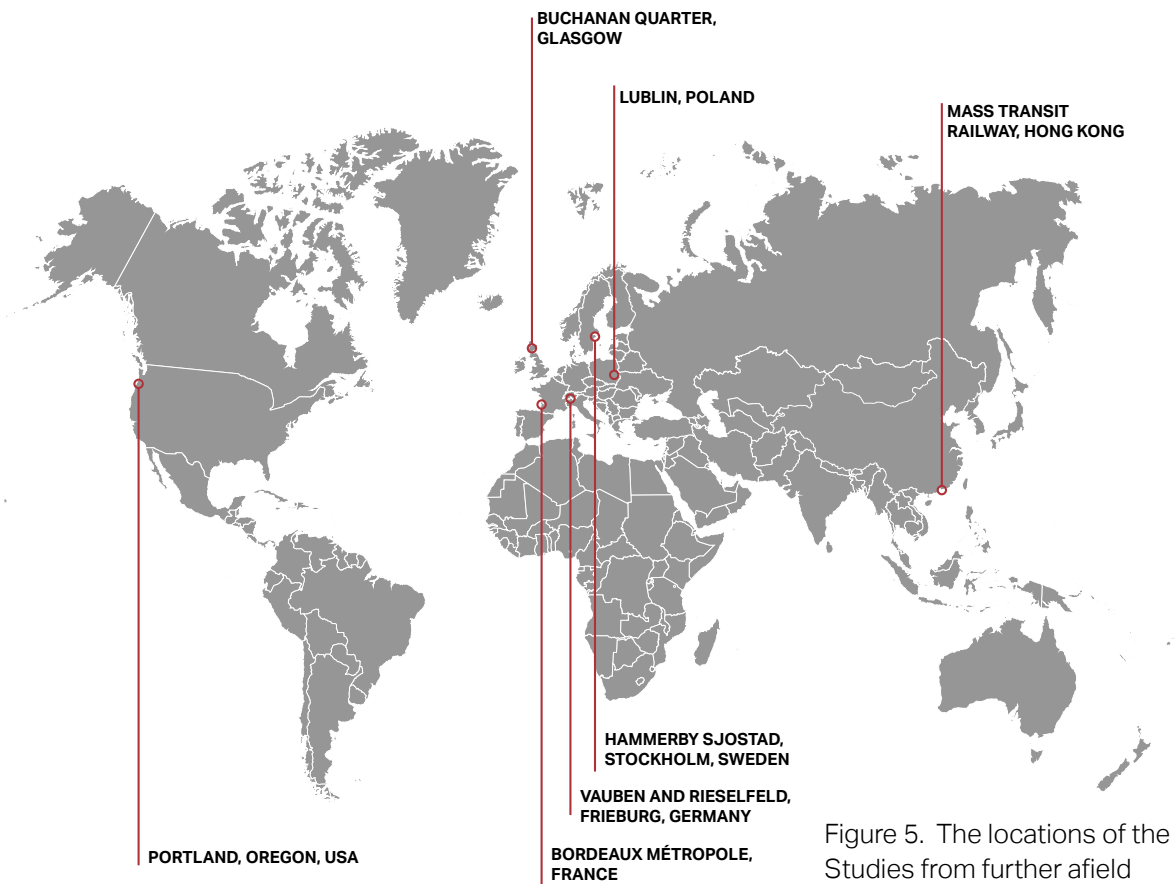 BUCHANAN QUARTER,
GLASGOW
LUBLIN, POLAND
MASS TRANSIT
RAILWAY, HONG KONG
HAMMERBY SJOSTAD,
STOCKHOLM, SWEDEN
VAUBEN AND RIESELFELD,
FRIEBURG, GERMANY
BORDEAUX MÉTROPOLE,
FRANCE
PORTLAND, OREGON, USA
Figure 5. The locations of the
Studies from further afield